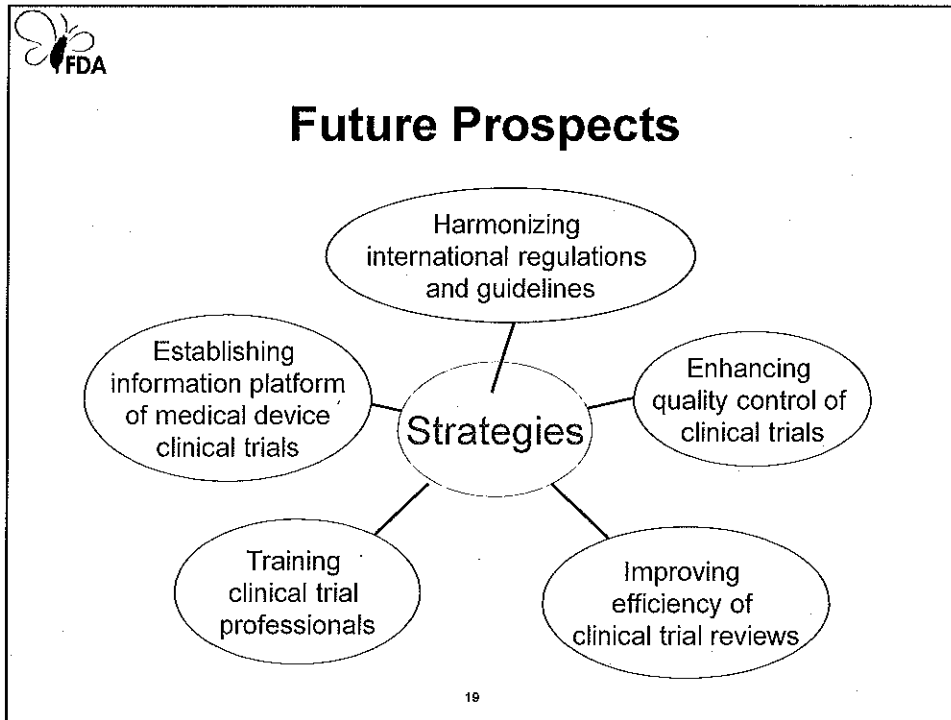 FDA
Future Prospects
Harmonizing
international regulations
and guidelines
Establishing
information platform
of medical device
clinical trials
Enhancing
quality control of
clinical trials
Strategies
Training
clinical trial
professionals
Improving
efficiency of
clinical trial reviews
19